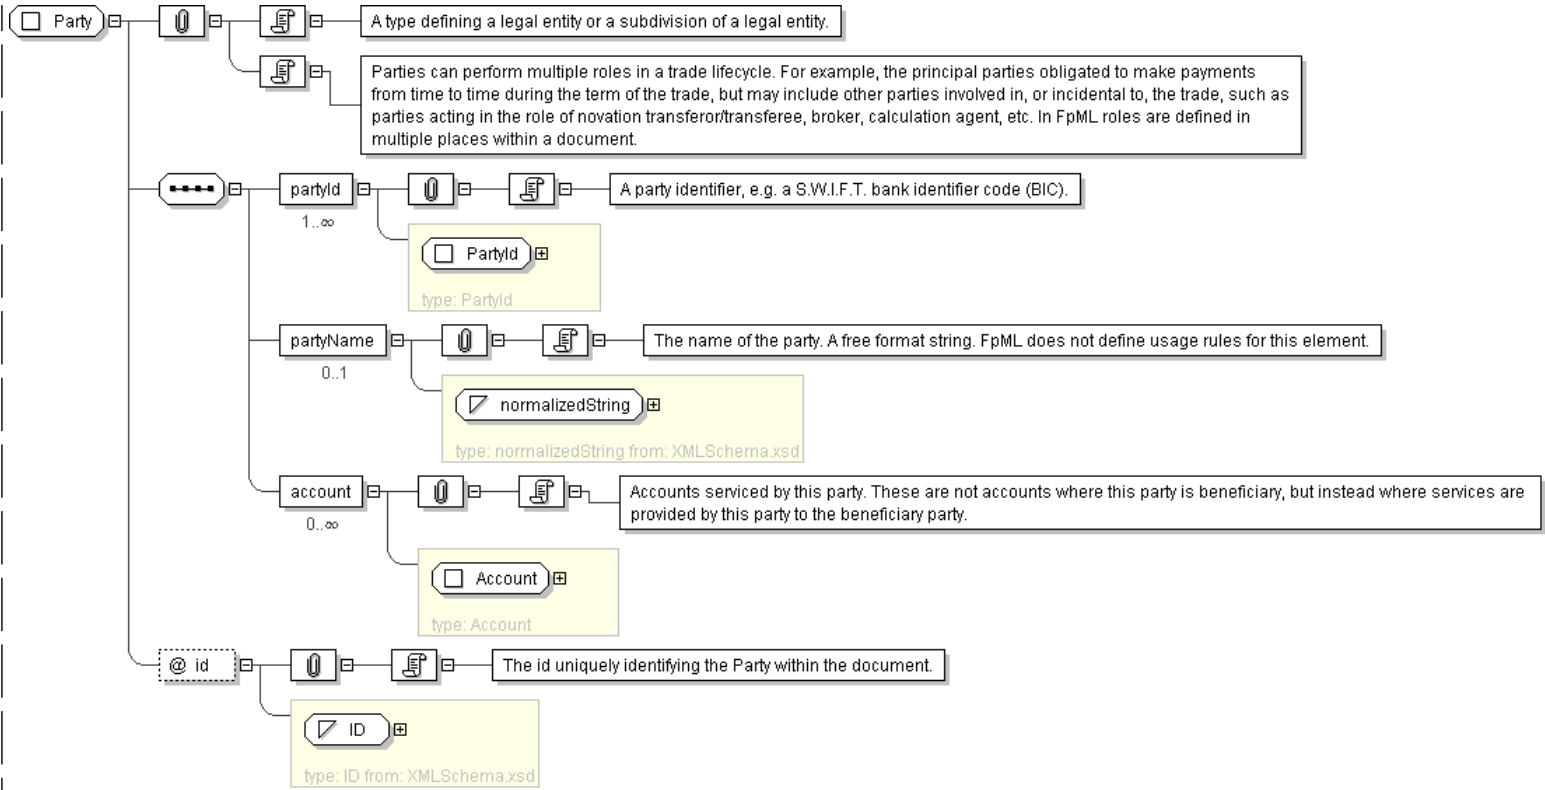 Party
A type defining a legal entity or a subdivision of a legal entity.
Parties can perform multiple roles in a trade lifecycle. For example, the principal parties obligated to make payments
from time to time during the term of the trade, but may include other parties involved in, or incidental to, the trade, such as
parties acting in the role of novation transferor/transferee, broker, calculation agent, etc. In FpML roles are defined in
multiple places within a document.
partyId
A party identifier, e.g. a S.W.I.F.T. bank identifier code (BIC).
1..∞
PartyId
type: PartyId
partyName
The name of the party. A free format string. FpML does not define usage rules for this element.
0..1
normalizedString
type: normalizedString from: XMLSchema.xsd
account
Accounts serviced by this party. These are not accounts where this party is beneficiary, but instead where services are
provided by this party to the beneficiary party.
0..∞
Account
type: Account
@ id
The id uniquely identifying the Party within the document.
ID
type: ID from: XMLSchema.xsd